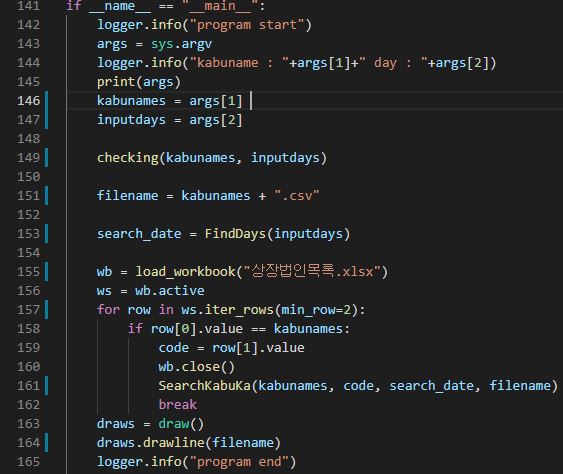 141 if __name__ == "__main__":
142     logger.info("program start")
143     args = sys.argv
144     logger.info("kabuname : "+args[1]+" day : "+args[2])
145     print(args)
146     kabunames = args[1]
147     inputdays = args[2]
148
149     checking(kabunames, inputdays)
150
151     filename = kabunames + ".csv"
152
153     search_date = FindDays(inputdays)
154
155     wb = load_workbook("상장법인목록.xlsx")
156     ws = wb.active
157     for row in ws.iter_rows(min_row=2):
158         if row[0].value == kabunames:
159             code = row[1].value
160             wb.close()
161             SearchKabuKa(kabunames, code, search_date, filename)
162             break
163     draws = draw()
164     draws.drawline(filename)
165     logger.info("program end")